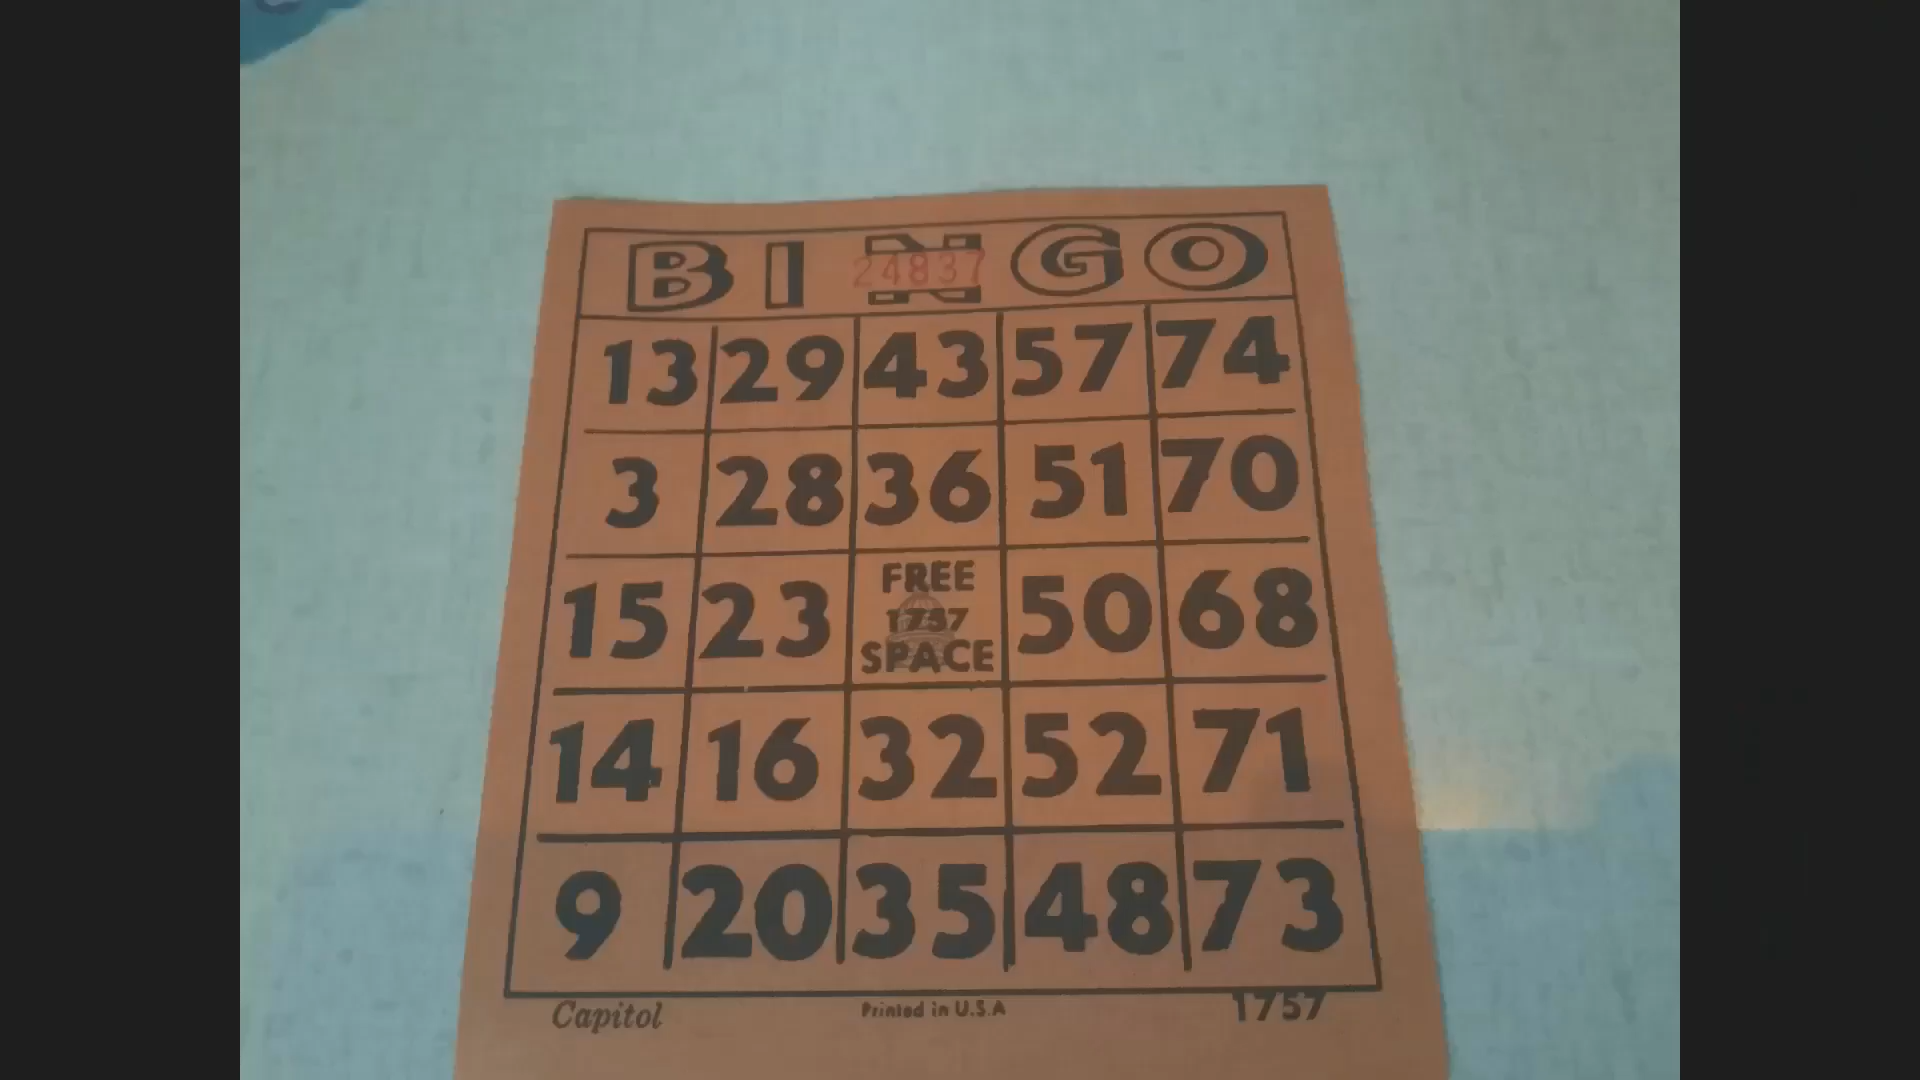 BINGO
24837
13 29 43 57 74
3 28 36 51 70
15 23 FREE 1757 SPACE 50 68
14 16 32 52 71
9 20 35 48 73
Capitol Printed in U.S.A 1757